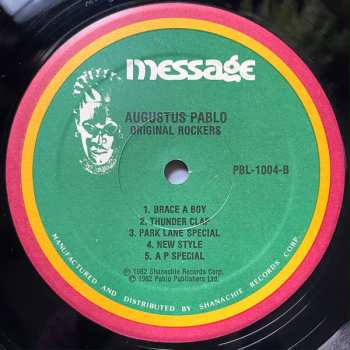 message
AUGUSTUS PABLO
ORIGINAL ROCKERS
PBL-1004-B
1. BRACE A BOY
2. THUNDER CLAP
3. PARK LANE SPECIAL
4. NEW STYLE
5. A P SPECIAL
℗ 1982 Shanachie Records Corp.
© 1982 Pablo Publishers Ltd.
MANUFACTURED AND DISTRIBUTED BY SHANACHIE RECORDS CORP.